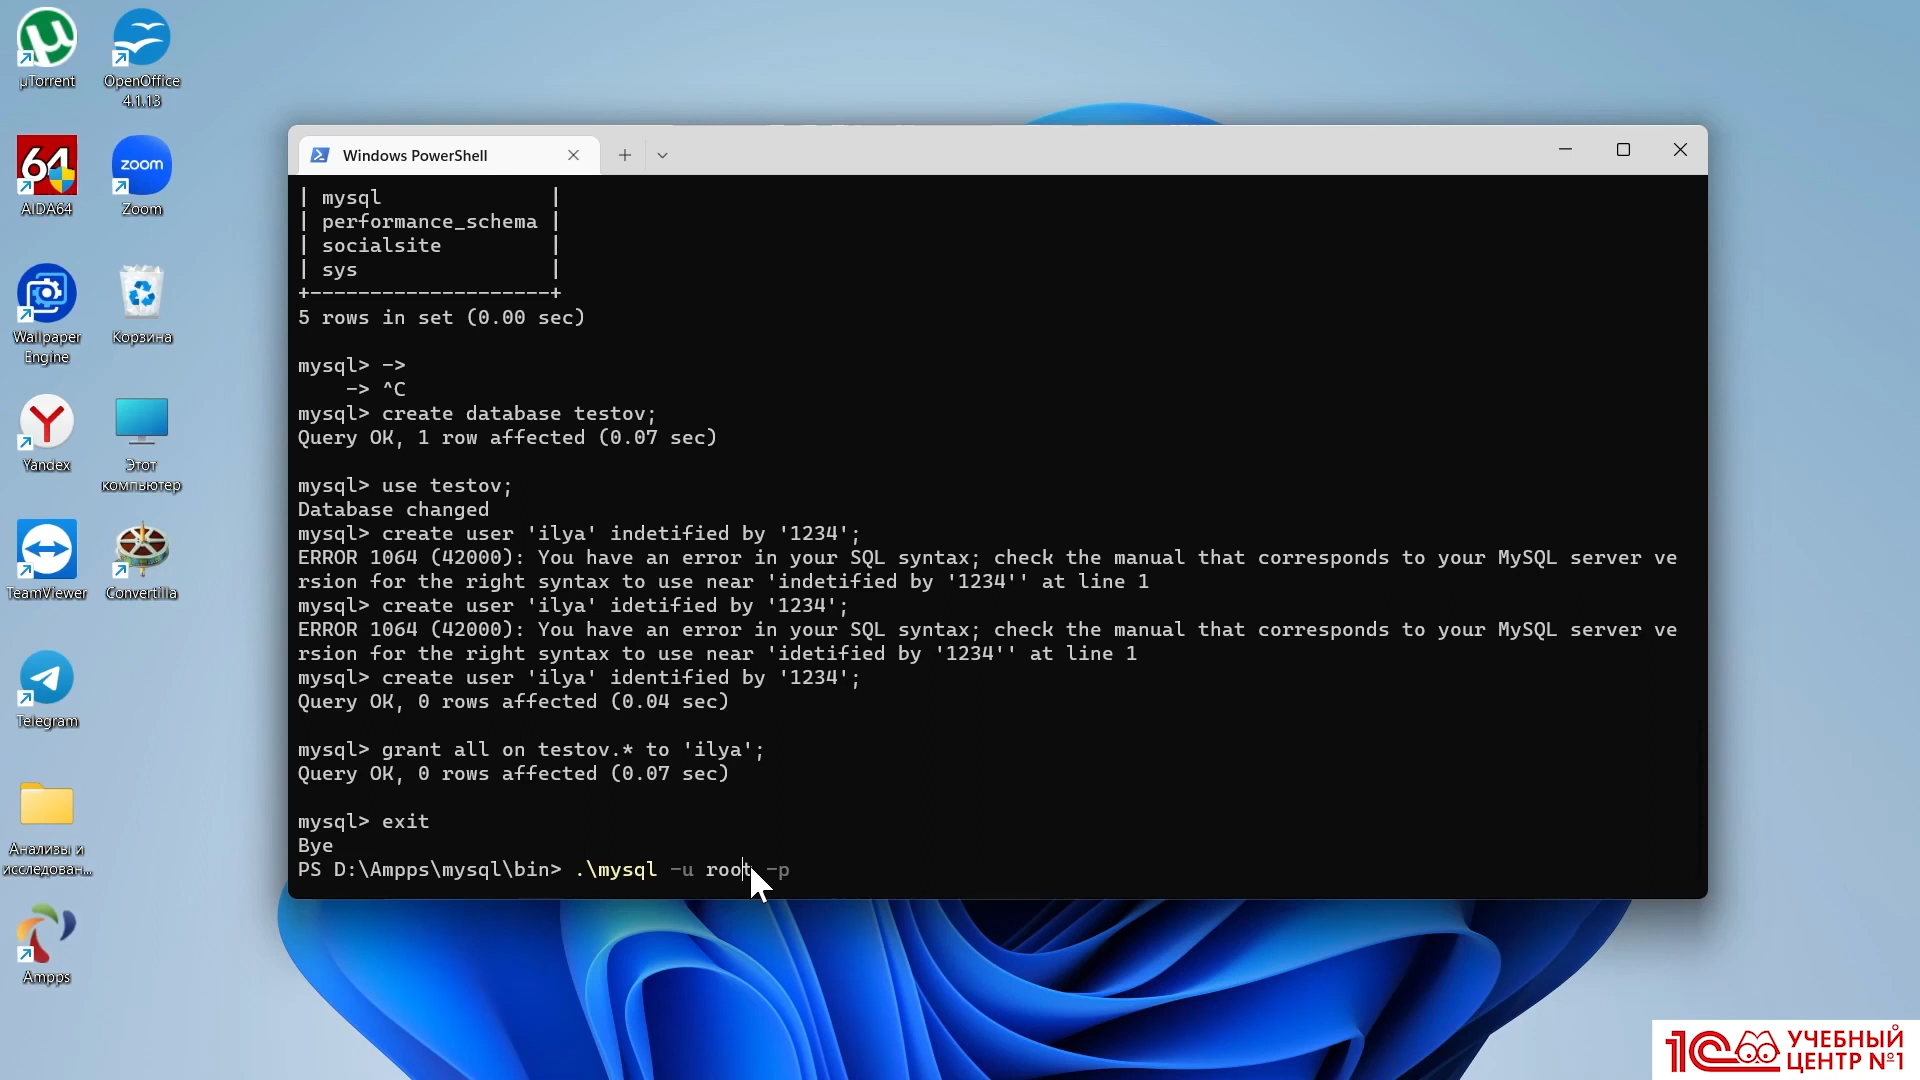 µTorrent
OpenOffice
4.1.13
64
AIDA64
zoom
Zoom
Wallpaper
Engine
Корзина
Yandex
Этот
компьютер
TeamViewer
Convertilla
Telegram
Анализы и
исследован...
Ampps
Windows PowerShell
| mysql              |
| performance_schema |
| socialsite         |
| sys                |
+--------------------+
5 rows in set (0.00 sec)
mysql> ->
    -> ^C
mysql> create database testov;
Query OK, 1 row affected (0.07 sec)
mysql> use testov;
Database changed
mysql> create user 'ilya' indetified by '1234';
ERROR 1064 (42000): You have an error in your SQL syntax; check the manual that corresponds to your MySQL server ve
rsion for the right syntax to use near 'indetified by '1234'' at line 1
mysql> create user 'ilya' idetified by '1234';
ERROR 1064 (42000): You have an error in your SQL syntax; check the manual that corresponds to your MySQL server ve
rsion for the right syntax to use near 'idetified by '1234'' at line 1
mysql> create user 'ilya' identified by '1234';
Query OK, 0 rows affected (0.04 sec)
mysql> grant all on testov.* to 'ilya';
Query OK, 0 rows affected (0.07 sec)
mysql> exit
Bye
PS D:\Ampps\mysql\bin> .\mysql -u root -p
1С УЧЕБНЫЙ
ЦЕНТР №1